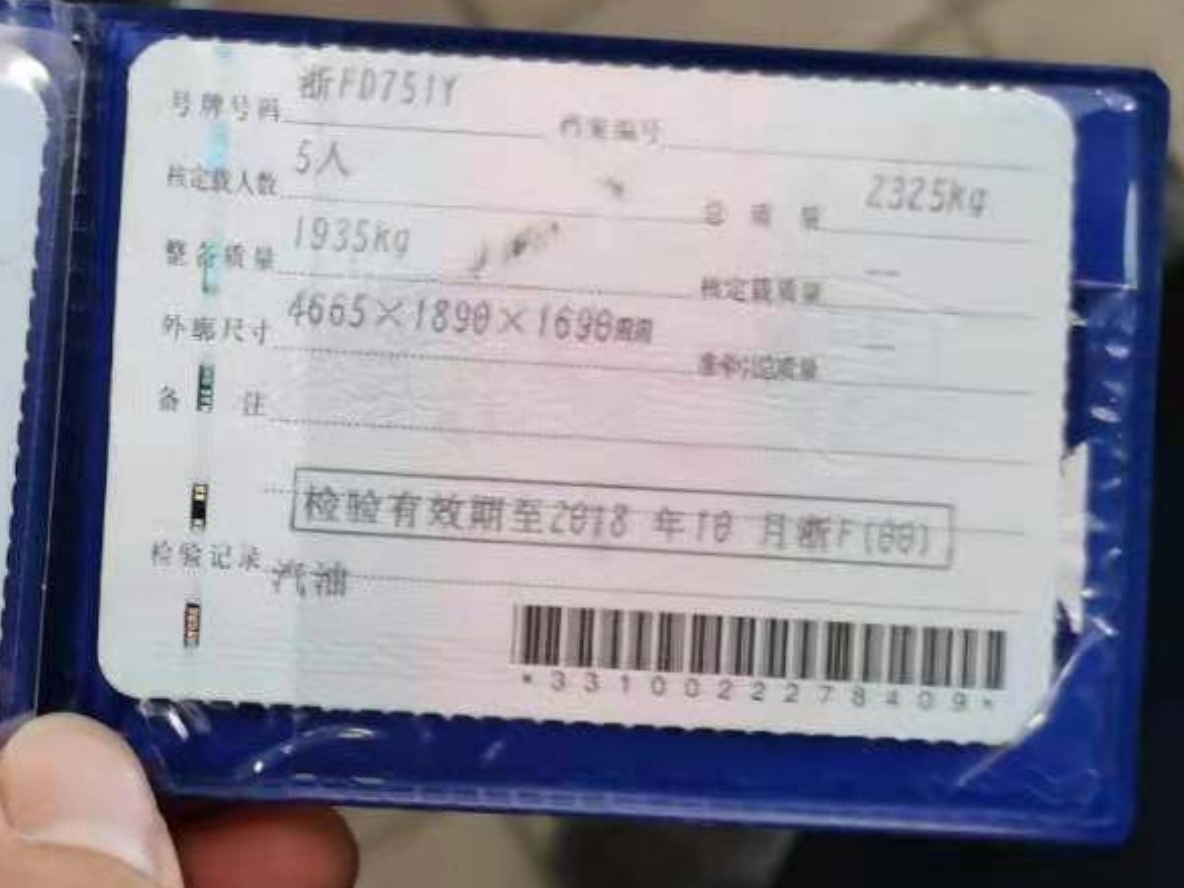 号牌号码 浙FD751Y 档案编号
核定载人数 5人 总质量 2325kg
整备质量 1935kg 核定载质量 --
外廓尺寸 4665×1890×1690mm 准牵引总质量 --
备注
检验有效期至2018 年10 月浙F(00)
检验记录 汽油
*3310022278409*